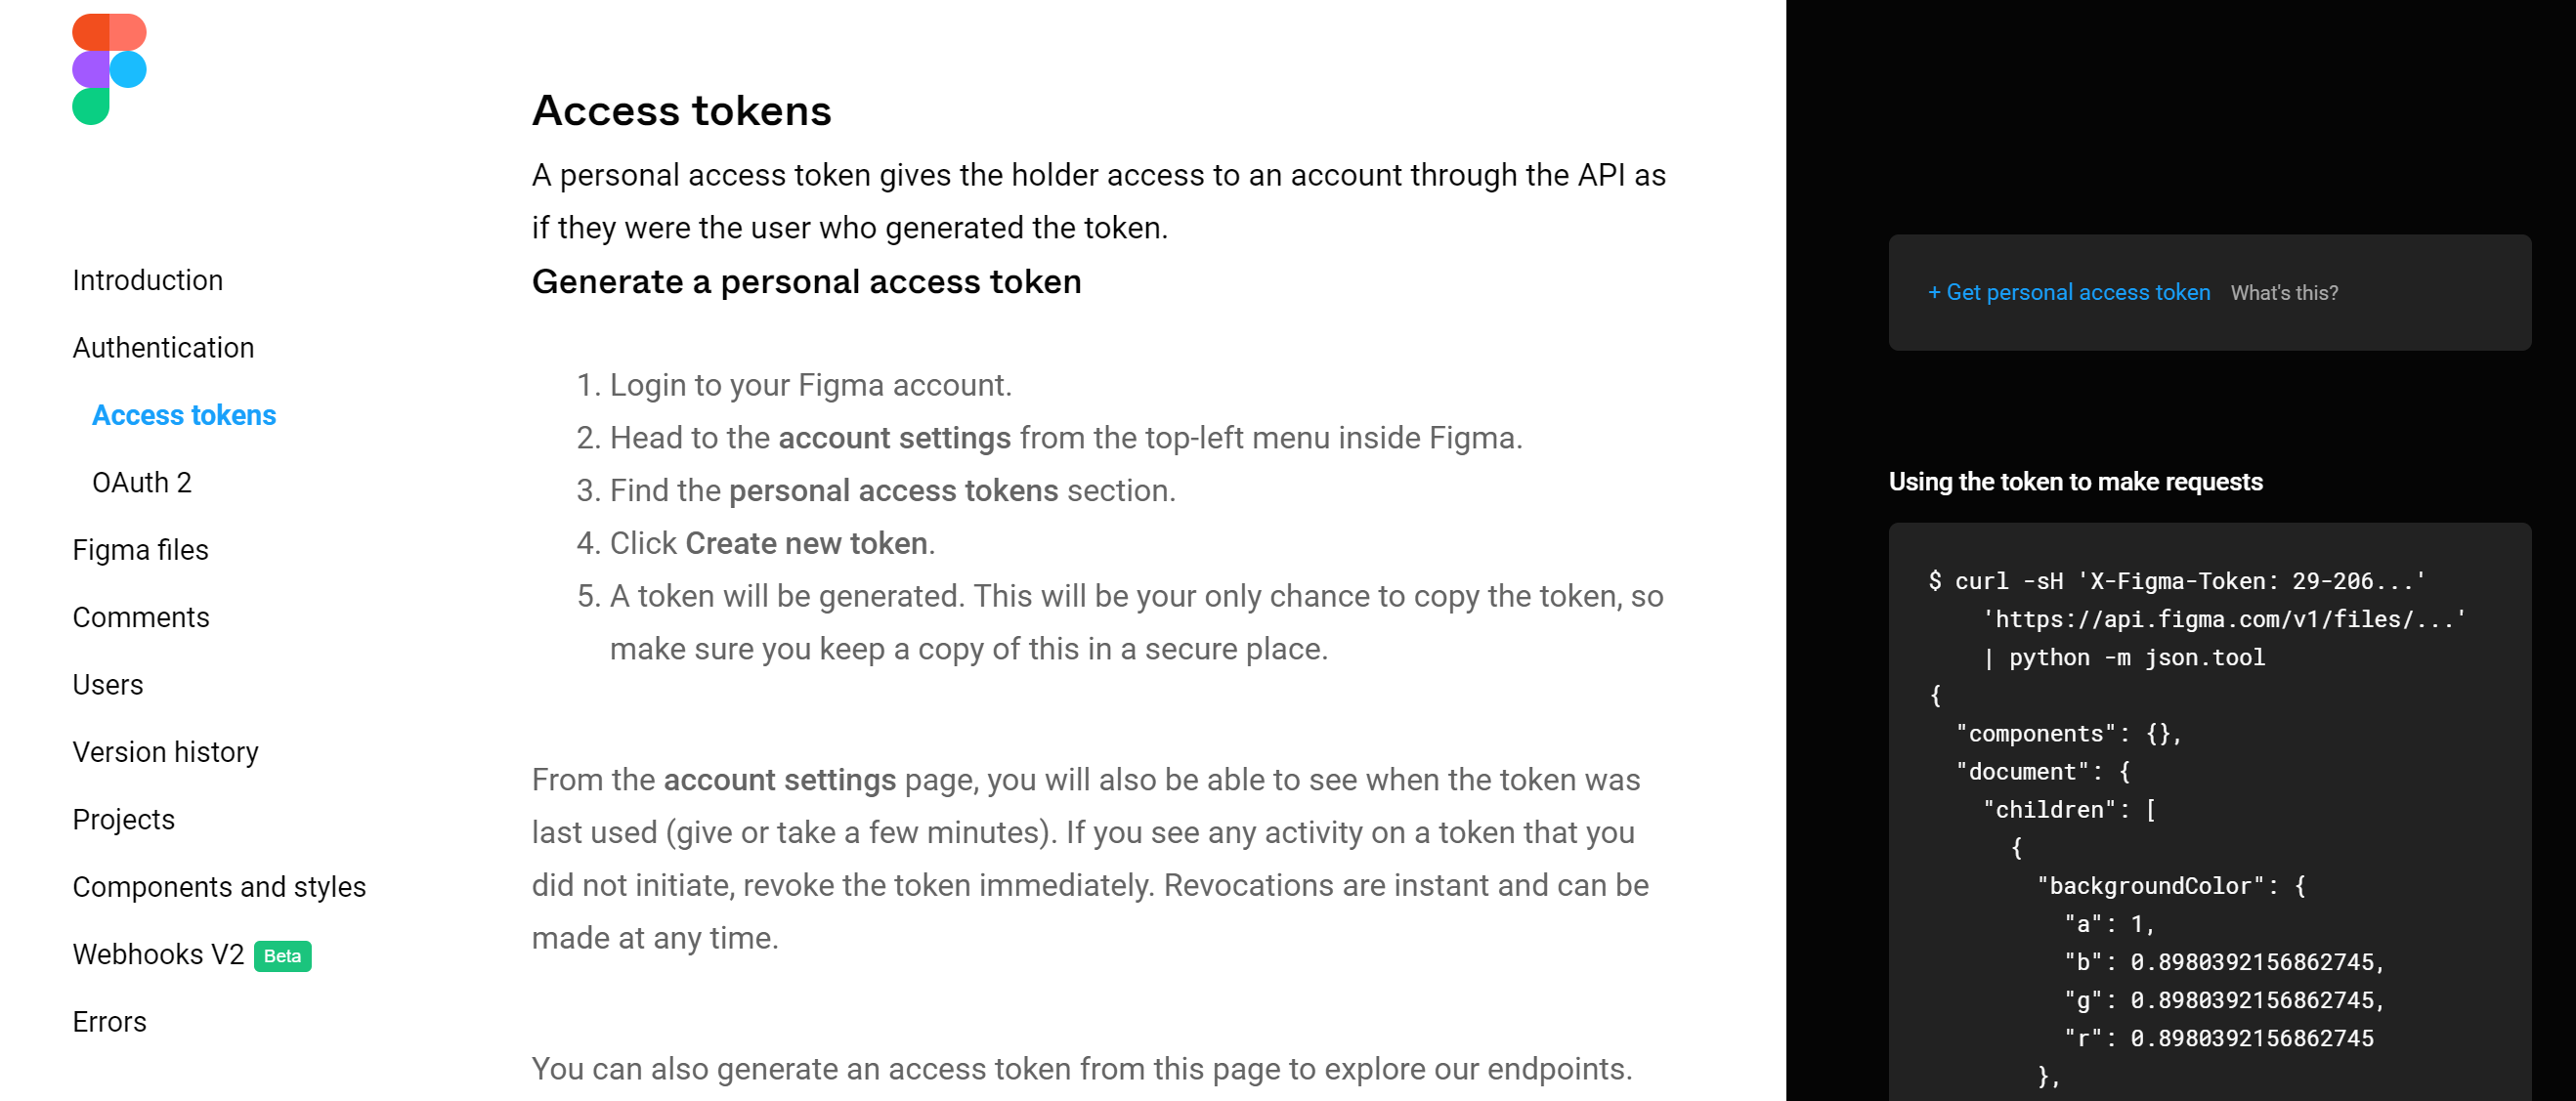 Introduction
Authentication
Access tokens
OAuth 2
Figma files
Comments
Users
Version history
Projects
Components and styles
Webhooks V2 Beta
Errors
Access tokens
A personal access token gives the holder access to an account through the API as
if they were the user who generated the token.
Generate a personal access token
1. Login to your Figma account.
2. Head to the account settings from the top-left menu inside Figma.
3. Find the personal access tokens section.
4. Click Create new token.
5. A token will be generated. This will be your only chance to copy the token, so
make sure you keep a copy of this in a secure place.
From the account settings page, you will also be able to see when the token was
last used (give or take a few minutes). If you see any activity on a token that you
did not initiate, revoke the token immediately. Revocations are instant and can be
made at any time.
You can also generate an access token from this page to explore our endpoints.
+ Get personal access token What's this?
Using the token to make requests
$ curl -sH 'X-Figma-Token: 29-206...'
'https://api.figma.com/v1/files/...'
| python -m json.tool
{
"components": {},
"document": {
"children": [
{
"backgroundColor": {
"a": 1,
"b": 0.8980392156862745,
"g": 0.8980392156862745,
"r": 0.8980392156862745
},